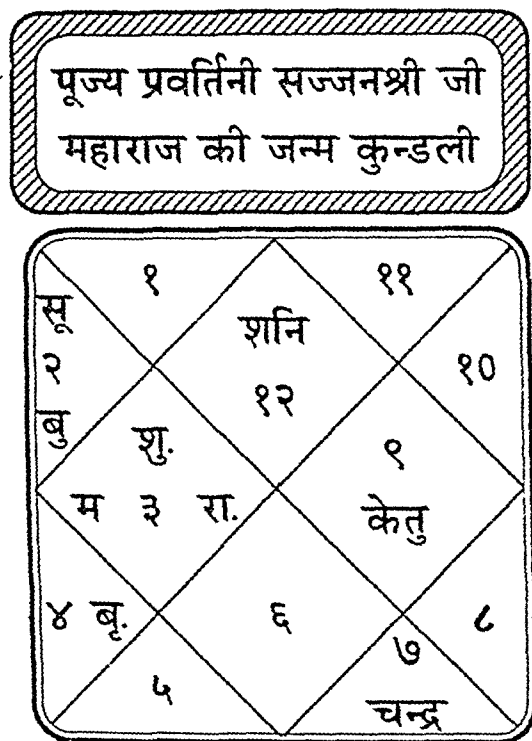 पूज्य प्रवर्तिनी सज्जनश्री जी
महाराज की जन्म कुन्डली
१ ११
सू
शनि
२ १०
१२
बु
शु.
९
म ३ रा.
केतु
४ बृ.
६
८
७
५
चन्द्र